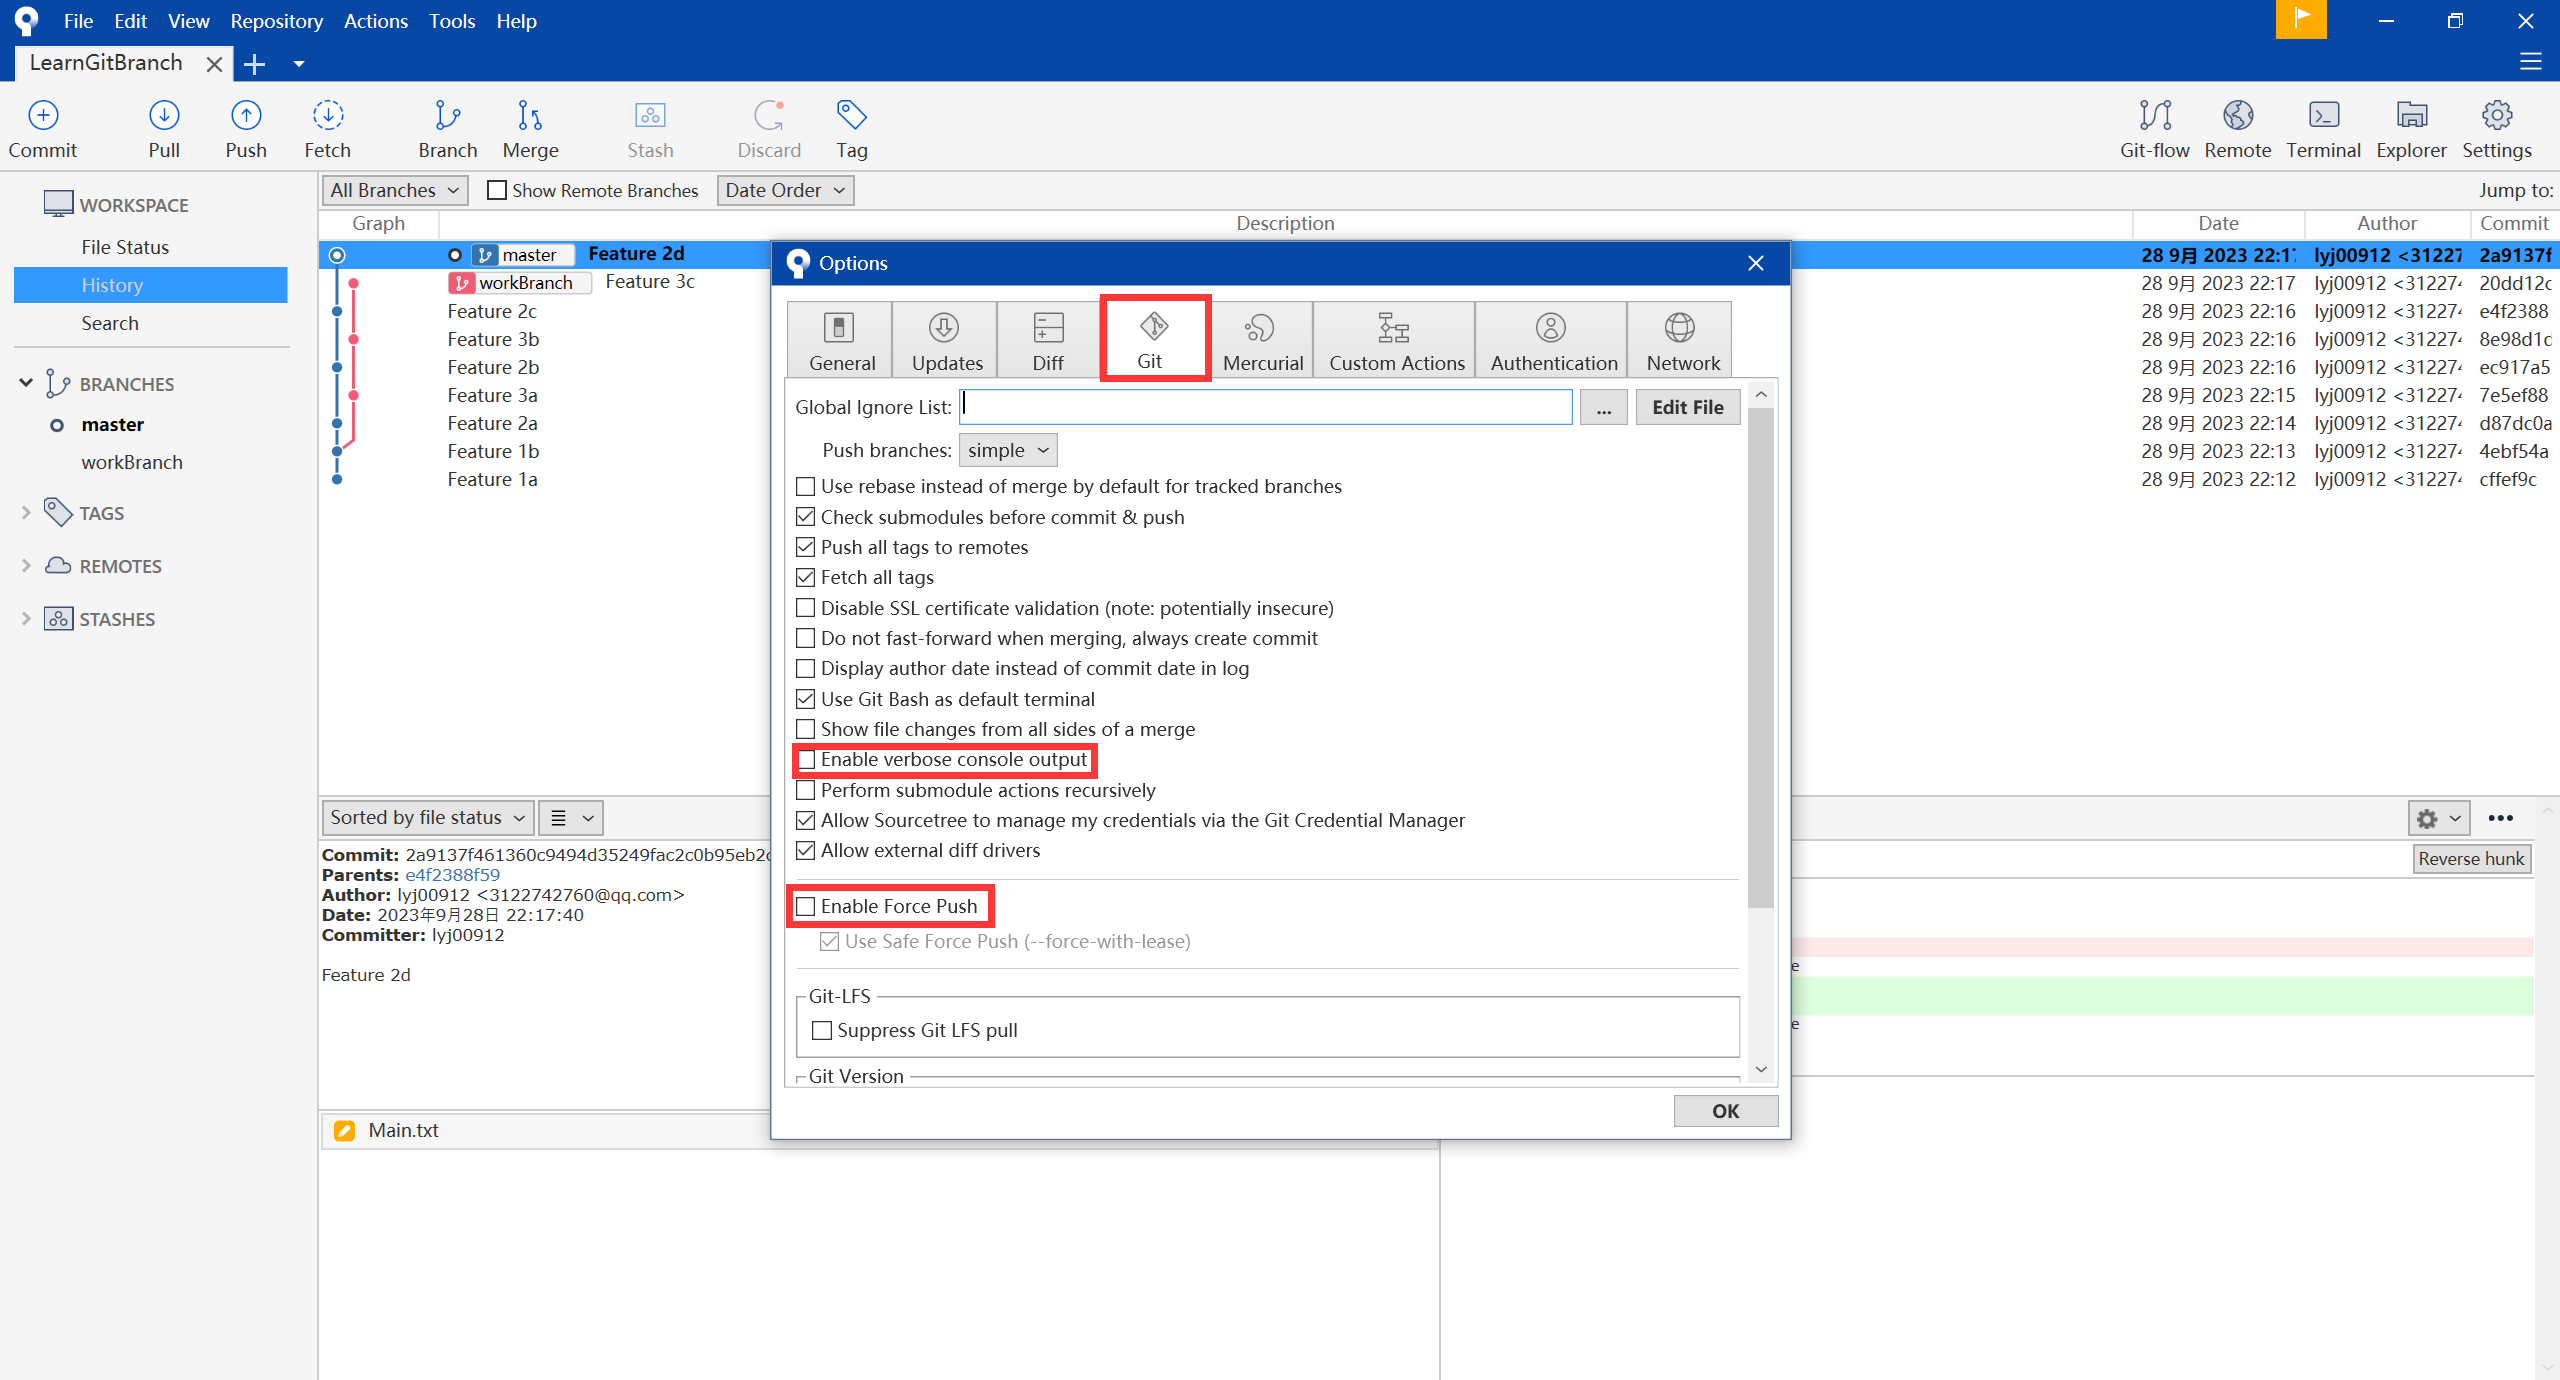 File Edit View Repository Actions Tools Help
LearnGitBranch
Commit Pull Push Fetch Branch Merge Stash Discard Tag Git-flow Remote Terminal Explorer Settings
WORKSPACE
File Status
History
Search
BRANCHES
master
workBranch
TAGS
REMOTES
STASHES
All Branches Show Remote Branches Date Order Jump to:
Graph Description Date Author Commit
master Feature 2d 28 9月 2023 22:17 lyj00912 <31227 2a9137f
workBranch Feature 3c 28 9月 2023 22:17 lyj00912 <312274 20dd12c
Feature 2c 28 9月 2023 22:16 lyj00912 <312274 e4f2388
Feature 3b 28 9月 2023 22:16 lyj00912 <312274 8e98d1d
Feature 2b 28 9月 2023 22:16 lyj00912 <312274 ec917a5
Feature 3a 28 9月 2023 22:15 lyj00912 <312274 7e5ef88
Feature 2a 28 9月 2023 22:14 lyj00912 <312274 d87dc0a
Feature 1b 28 9月 2023 22:13 lyj00912 <312274 4ebf54a
Feature 1a 28 9月 2023 22:12 lyj00912 <312274 cffef9c
Options
General Updates Diff Git Mercurial Custom Actions Authentication Network
Global Ignore List: ... Edit File
Push branches: simple
Use rebase instead of merge by default for tracked branches
Check submodules before commit & push
Push all tags to remotes
Fetch all tags
Disable SSL certificate validation (note: potentially insecure)
Do not fast-forward when merging, always create commit
Display author date instead of commit date in log
Use Git Bash as default terminal
Show file changes from all sides of a merge
Enable verbose console output
Perform submodule actions recursively
Allow Sourcetree to manage my credentials via the Git Credential Manager
Allow external diff drivers
Enable Force Push
Use Safe Force Push (--force-with-lease)
Git-LFS
Suppress Git LFS pull
Git Version
OK
Sorted by file status
Commit: 2a9137f461360c9494d35249fac2c0b95eb2c
Parents: e4f2388f59
Author: lyj00912 <3122742760@qq.com>
Date: 2023年9月28日 22:17:40
Committer: lyj00912
Feature 2d
Main.txt
Reverse hunk
e
e